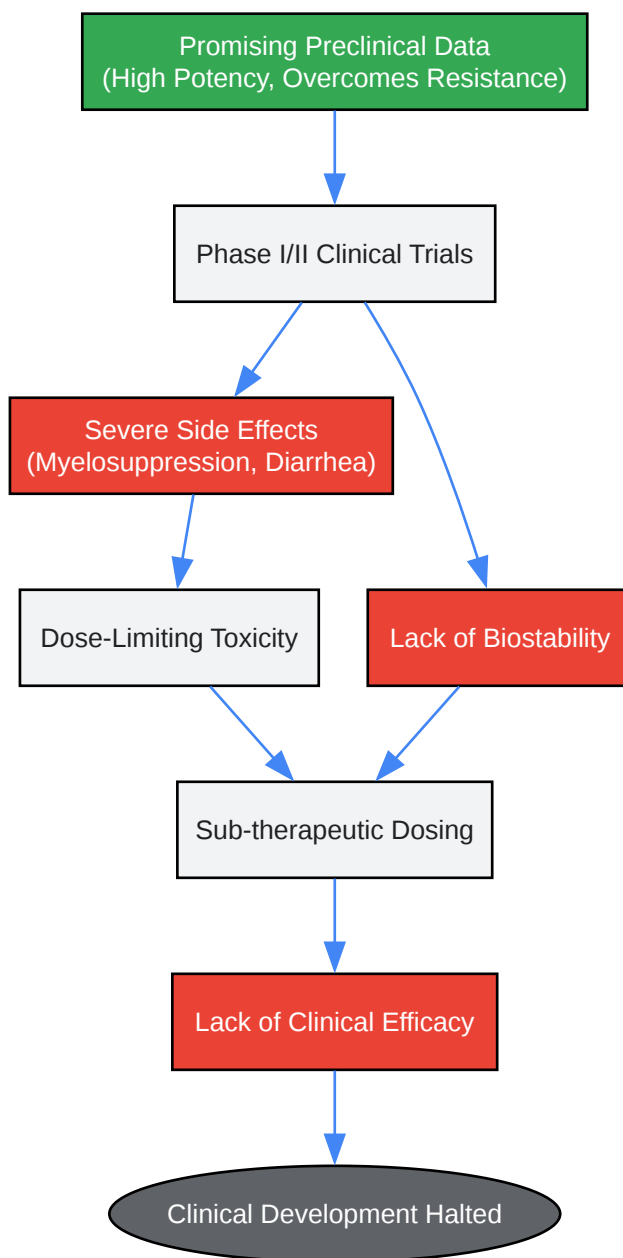 Promising Preclinical Data
(High Potency, Overcomes Resistance)
Phase I/II Clinical Trials
Severe Side Effects
(Myelosuppression, Diarrhea)
Dose-Limiting Toxicity
Lack of Biostability
Sub-therapeutic Dosing
Lack of Clinical Efficacy
Clinical Development Halted